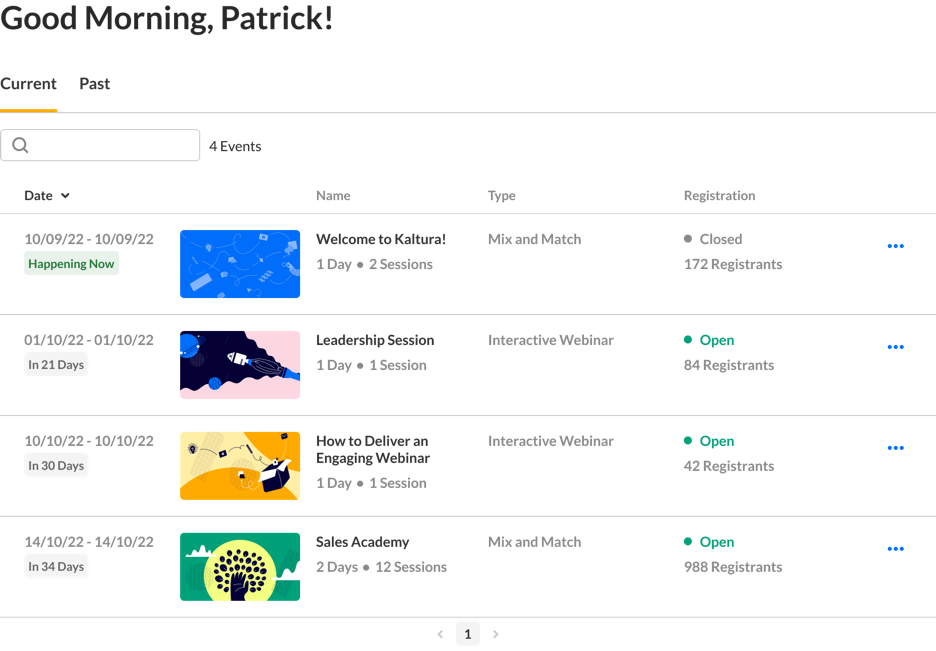 Good Morning, Patrick!
Current Past
4 Events
Date Name Type Registration
10/09/22 - 10/09/22 Welcome to Kaltura! Mix and Match Closed
Happening Now 1 Day • 2 Sessions 172 Registrants
01/10/22 - 01/10/22 Leadership Session Interactive Webinar Open
In 21 Days 1 Day • 1 Session 84 Registrants
10/10/22 - 10/10/22 How to Deliver an Interactive Webinar Open
In 30 Days Engaging Webinar 42 Registrants
1 Day • 1 Session
14/10/22 - 14/10/22 Sales Academy Mix and Match Open
In 34 Days 2 Days • 12 Sessions 988 Registrants
1